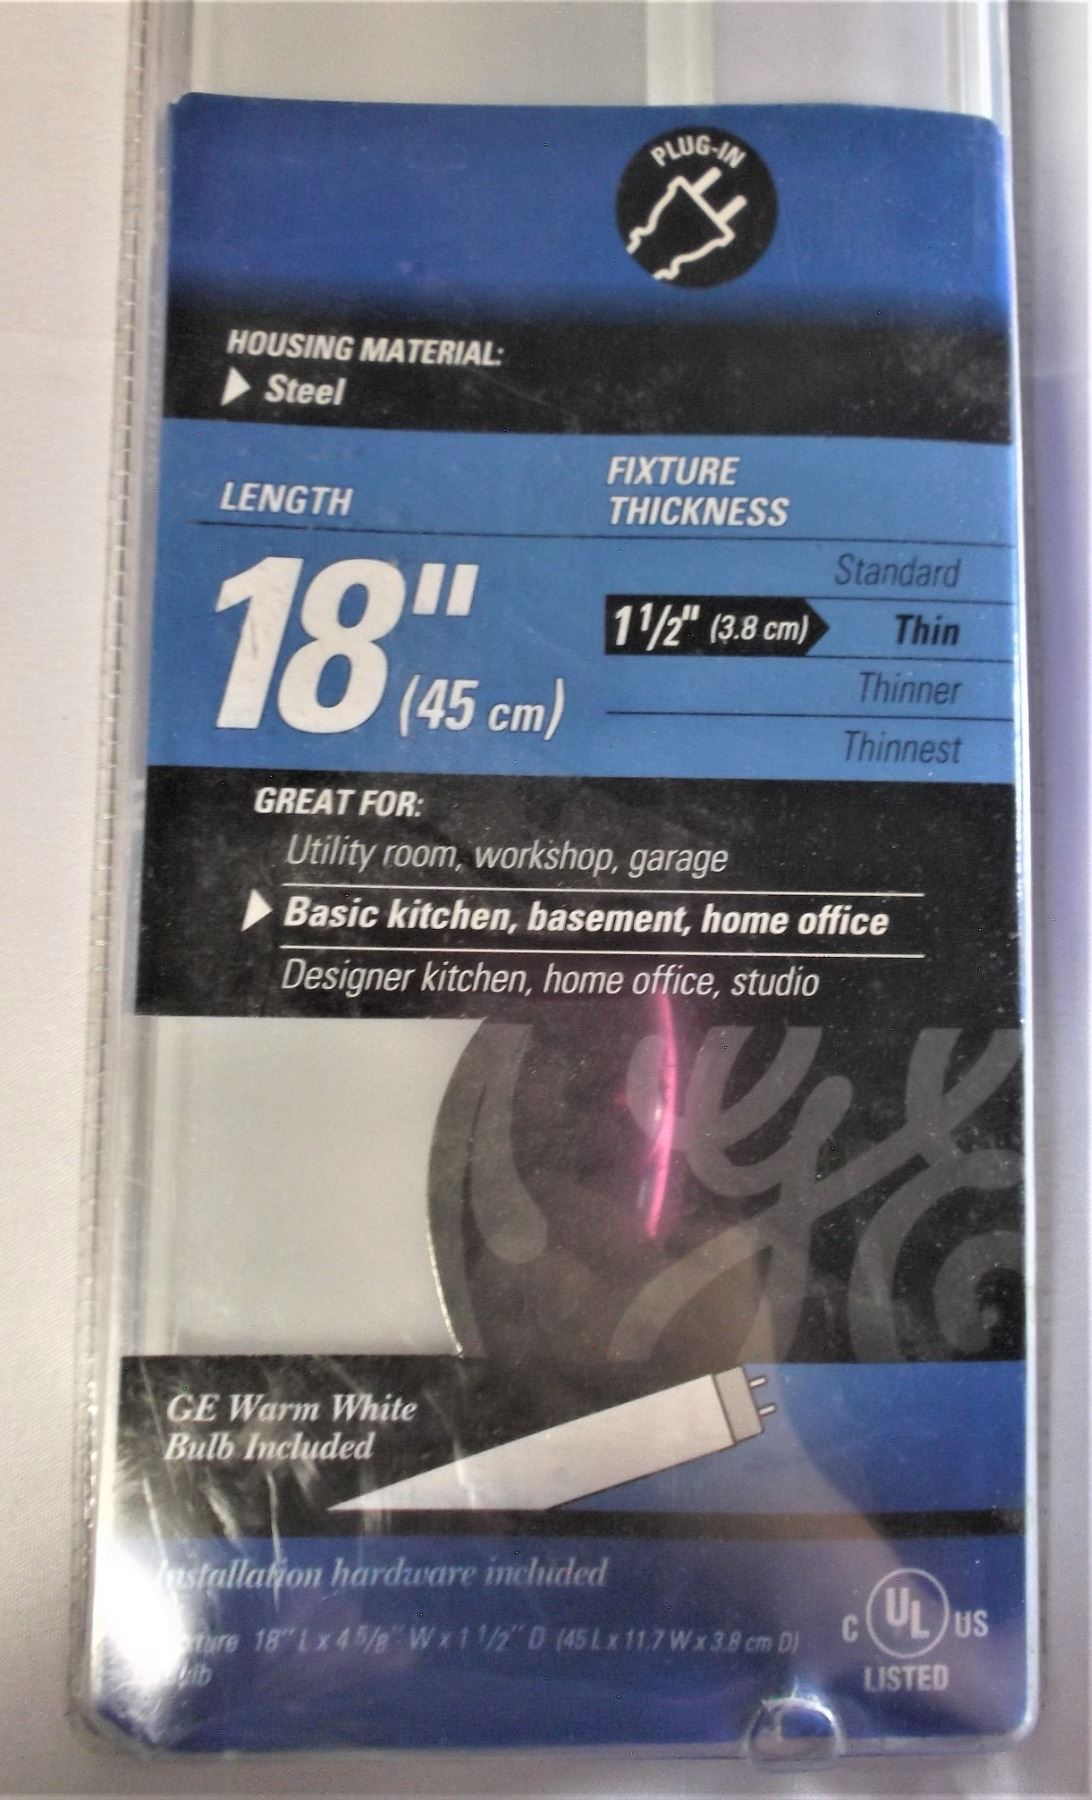 PLUG-IN
HOUSING MATERIAL:
Steel
LENGTH
18"
(45 cm)
FIXTURE
THICKNESS
Standard
1 1/2" (3.8 cm)
Thin
Thinner
Thinnest
GREAT FOR:
Utility room, workshop, garage
Basic kitchen, basement, home office
Designer kitchen, home office, studio
GE Warm White
Bulb Included
Installation hardware included
18" L x 4 5/8" W x 1 1/2" D (45 L x 11.7 W x 3.8 cm D)
C UL US
LISTED